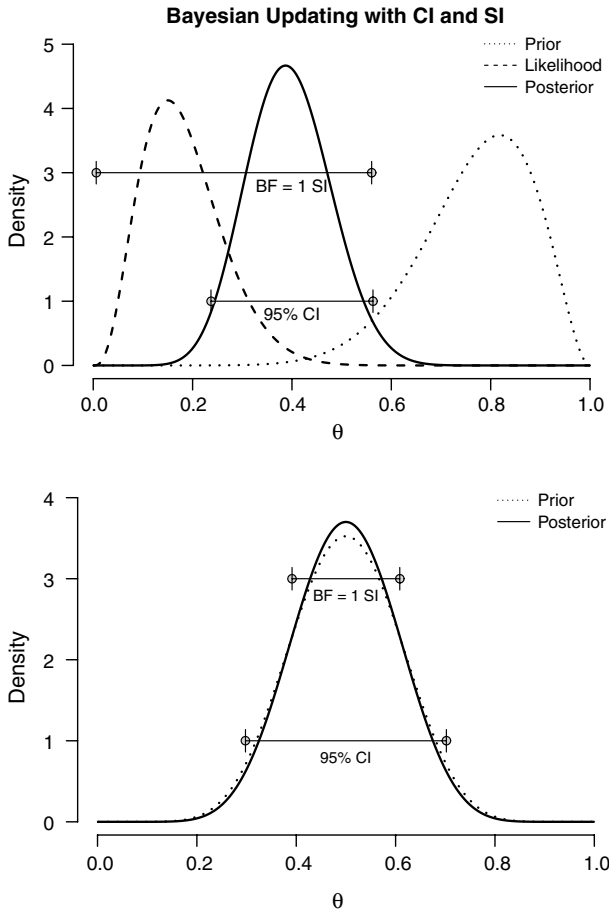 Bayesian Updating with CI and SI
Prior
Likelihood
Posterior
Density
5
4
3
2
1
0
BF = 1 SI
95% CI
0.0 0.2 0.4 0.6 0.8 1.0
θ
Prior
Posterior
Density
4
3
2
1
0
BF = 1 SI
95% CI
0.0 0.2 0.4 0.6 0.8 1.0
θ